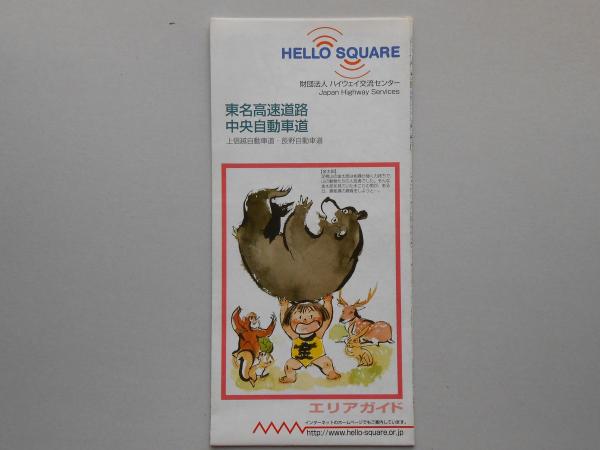 HELLO SQUARE
財団法人 ハイウェイ交流センター
Japan Highway Services
東名高速道路
中央自動車道
上信越自動車道・長野自動車道
【金太郎】
金
エリアガイド
インターネットのホームページでもご案内しています。
http://www.hello-square.or.jp